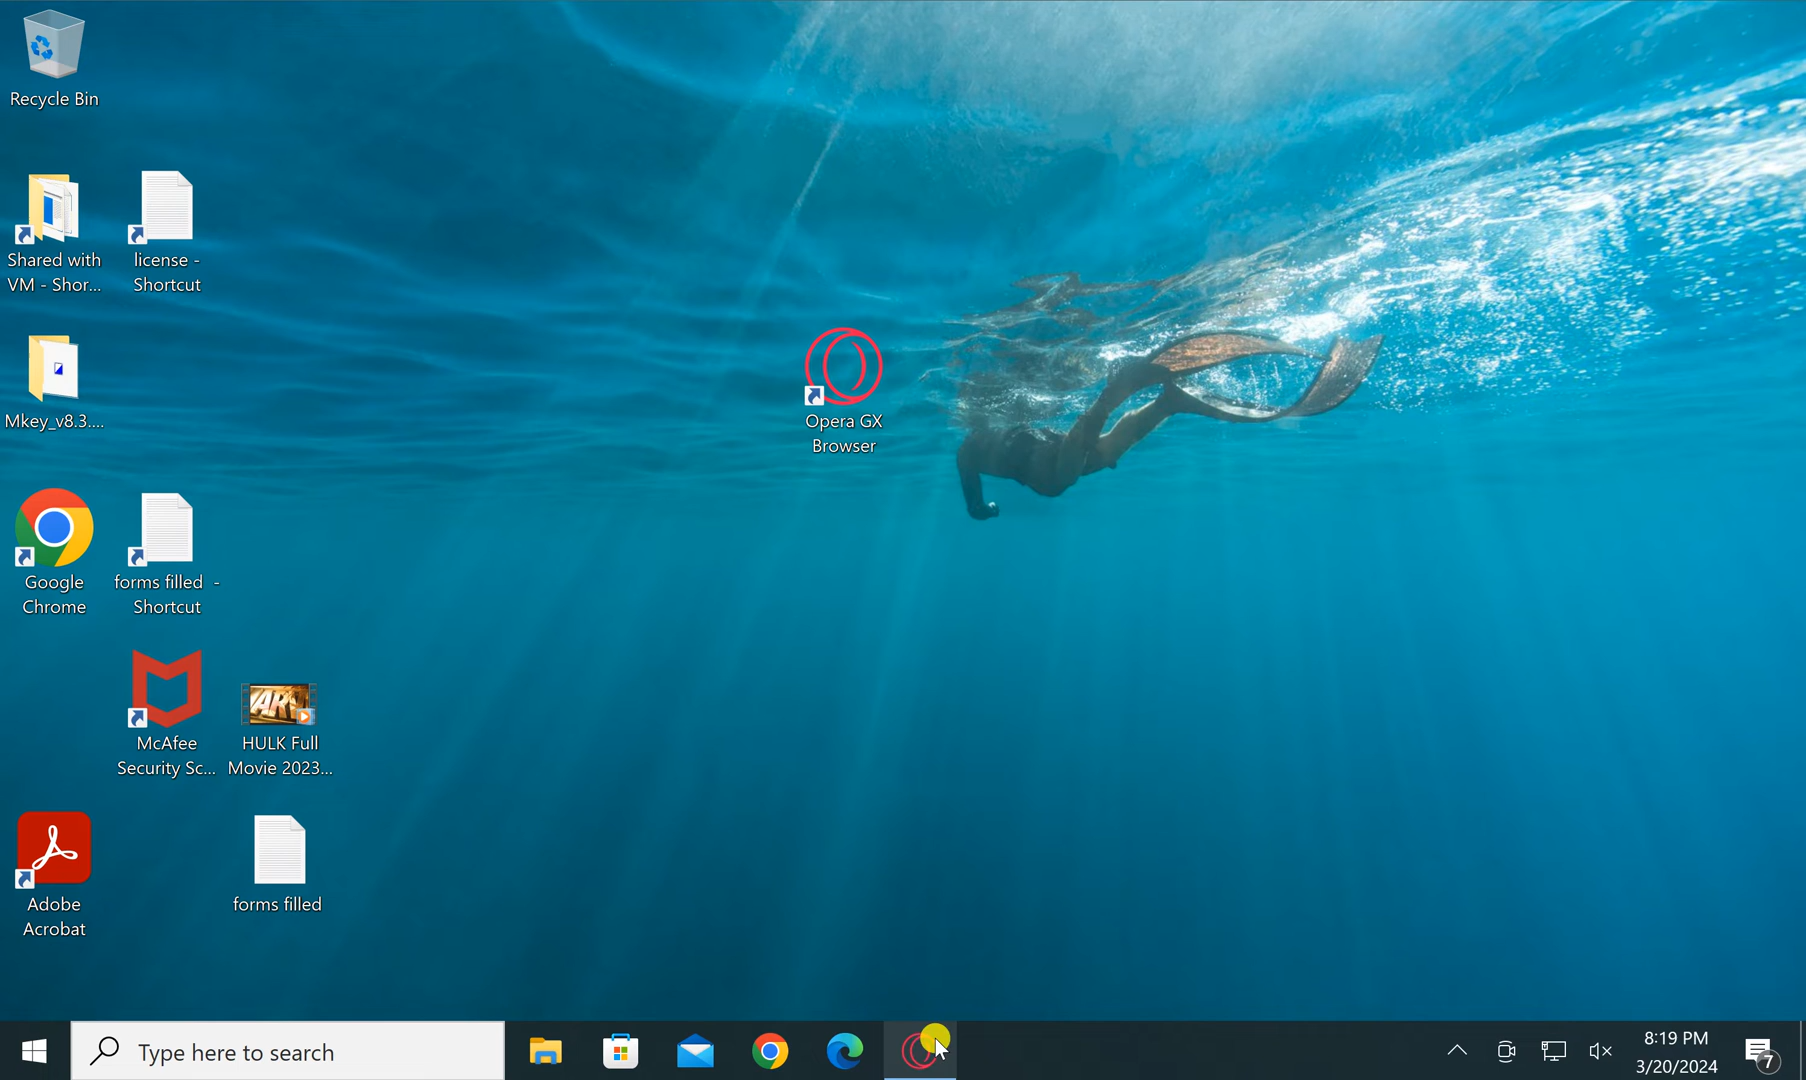 Recycle Bin
Shared with
VM - Shor...
license -
Shortcut
Mkey_v8.3....
Opera GX
Browser
Google
Chrome
forms filled -
Shortcut
McAfee
Security Sc...
HULK Full
Movie 2023...
Adobe
Acrobat
forms filled
Type here to search
8:19 PM
3/20/2024
7